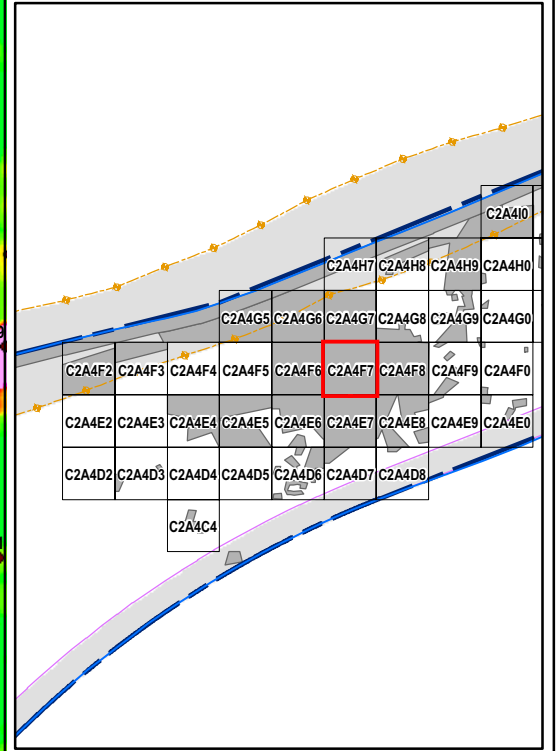 C2A4I0
C2A4H7 C2A4H8 C2A4H9 C2A4H0
C2A4G5 C2A4G6 C2A4G7 C2A4G8 C2A4G9 C2A4G0
C2A4F2 C2A4F3 C2A4F4 C2A4F5 C2A4F6 C2A4F7 C2A4F8 C2A4F9 C2A4F0
C2A4E2 C2A4E3 C2A4E4 C2A4E5 C2A4E6 C2A4E7 C2A4E8 C2A4E9 C2A4E0
C2A4D2 C2A4D3 C2A4D4 C2A4D5 C2A4D6 C2A4D7 C2A4D8
C2A4C4